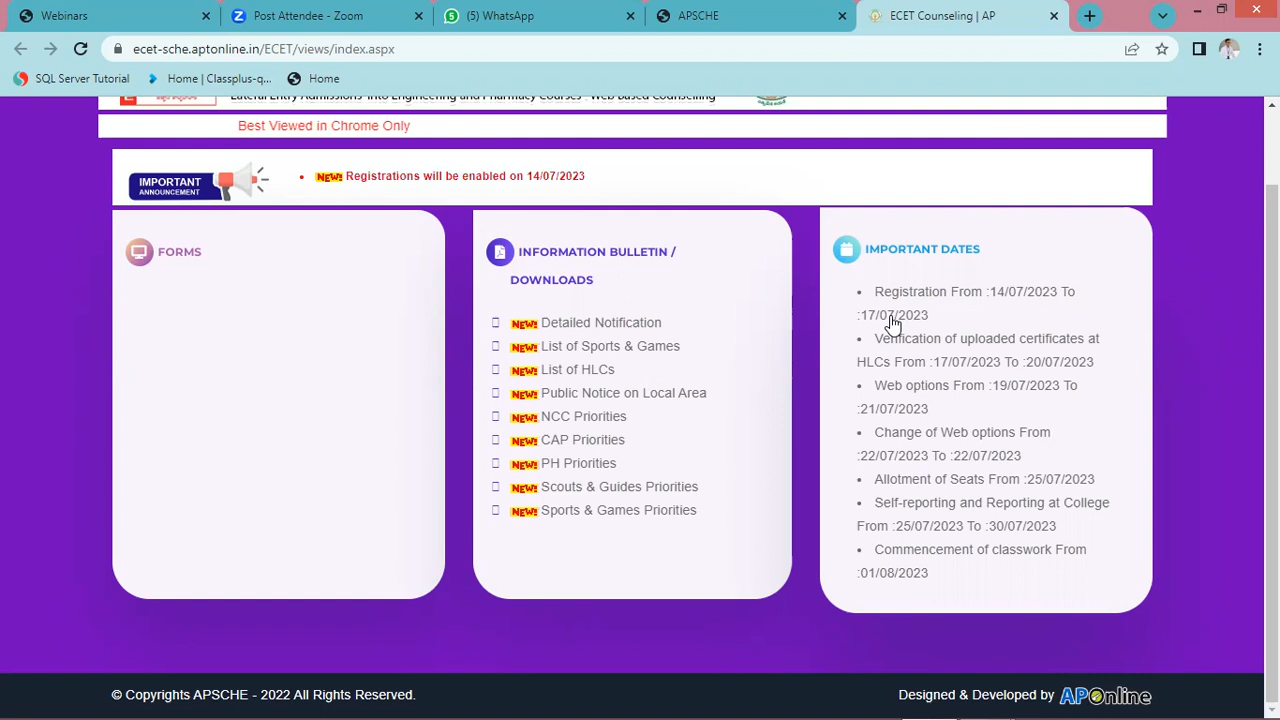 Webinars
Post Attendee - Zoom
(5) WhatsApp
APSCHE
ECET Counseling | AP
ecet-sche.aptonline.in/ECET/views/index.aspx
SQL Server Tutorial
Home | Classplus-q...
Home
Lateral Entry Admissions into Engineering and Pharmacy Courses - Web Based Counselling
Best Viewed in Chrome Only
IMPORTANT
ANNOUNCEMENT
NEW! Registrations will be enabled on 14/07/2023
FORMS
INFORMATION BULLETIN /
DOWNLOADS
NEW! Detailed Notification
NEW! List of Sports & Games
NEW! List of HLCs
NEW! Public Notice on Local Area
NEW! NCC Priorities
NEW! CAP Priorities
NEW! PH Priorities
NEW! Scouts & Guides Priorities
NEW! Sports & Games Priorities
IMPORTANT DATES
• Registration From :14/07/2023 To
:17/07/2023
• Verification of uploaded certificates at
HLCs From :17/07/2023 To :20/07/2023
• Web options From :19/07/2023 To
:21/07/2023
• Change of Web options From
:22/07/2023 To :22/07/2023
• Allotment of Seats From :25/07/2023
• Self-reporting and Reporting at College
From :25/07/2023 To :30/07/2023
• Commencement of classwork From
:01/08/2023
© Copyrights APSCHE - 2022 All Rights Reserved.
Designed & Developed by APOnline